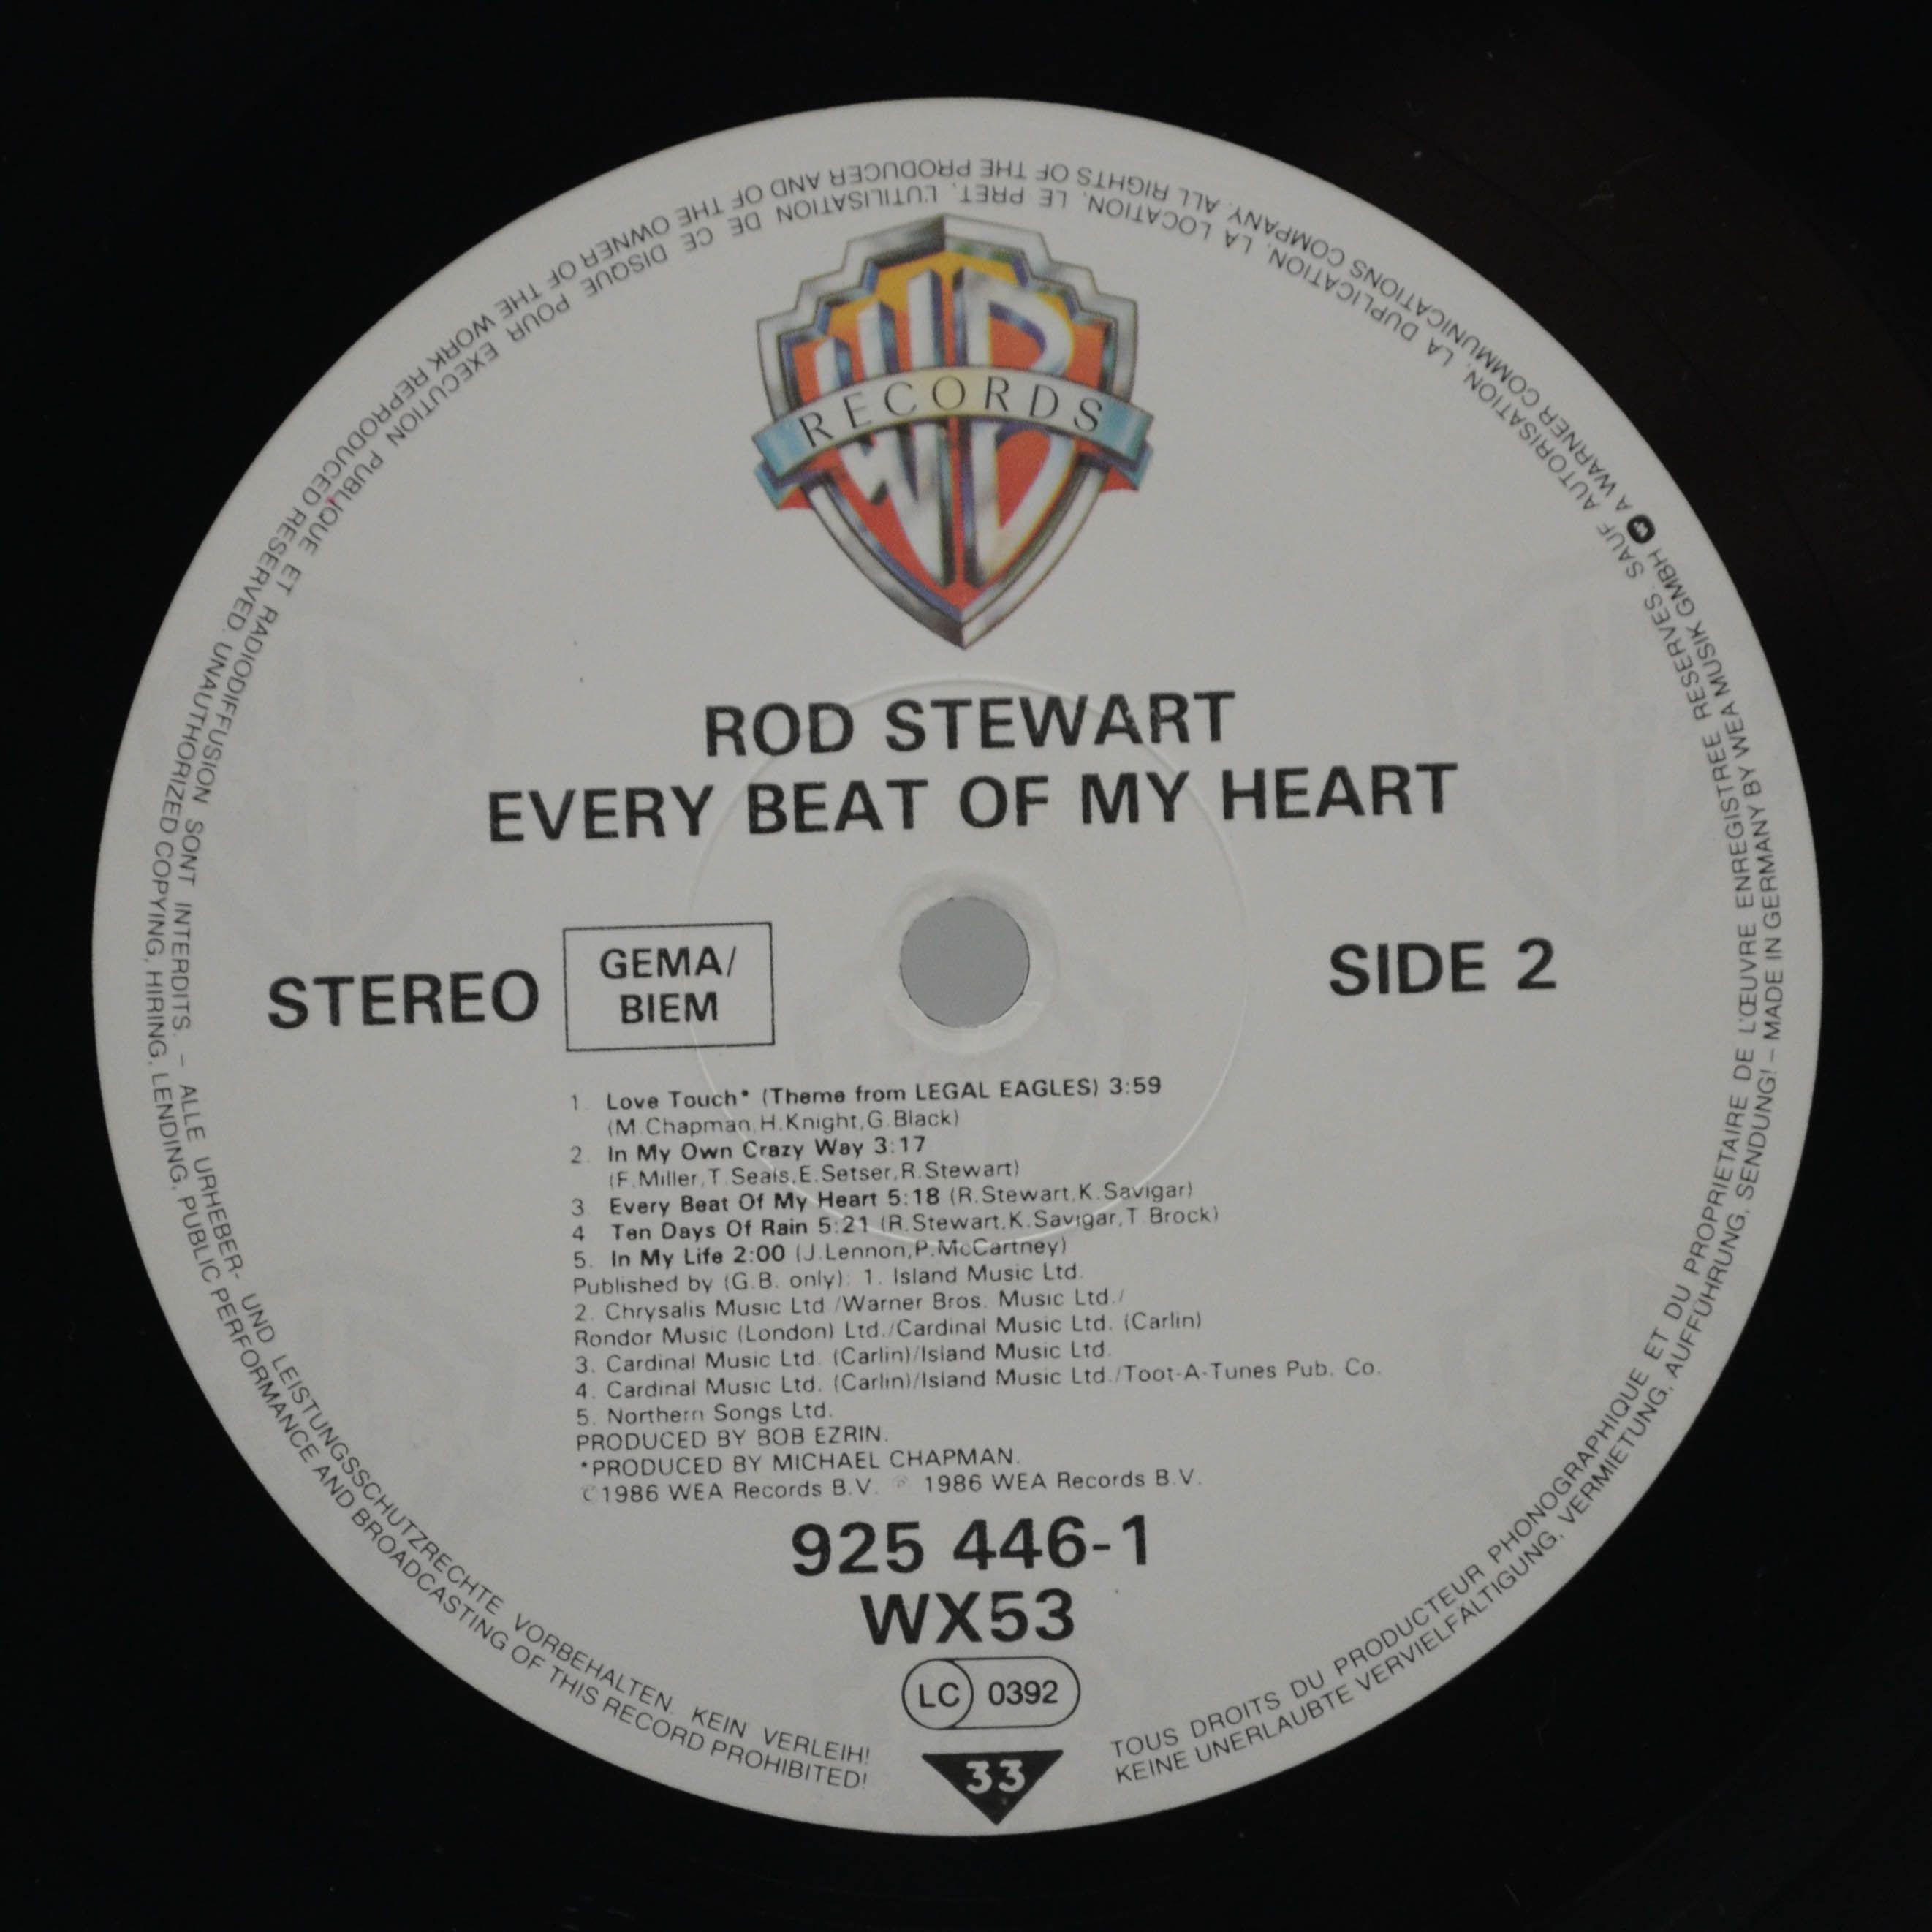 WB
RECORDS
ROD STEWART
EVERY BEAT OF MY HEART
STEREO
GEMA/
BIEM
SIDE 2
1. Love Touch* (Theme from LEGAL EAGLES) 3:59
(M.Chapman,H.Knight,G.Black)
2. In My Own Crazy Way 3:17
(F.Miller,T.Seals,E.Setser,R.Stewart)
3 Every Beat Of My Heart 5:18 (R.Stewart,K.Savigar)
4 Ten Days Of Rain 5:21 (R.Stewart,K.Savigar,T.Brock)
5. In My Life 2:00 (J.Lennon,P.McCartney)
Published by (G.B. only): 1. Island Music Ltd.
2. Chrysalis Music Ltd./Warner Bros. Music Ltd./
Rondor Music (London) Ltd./Cardinal Music Ltd. (Carlin)
3. Cardinal Music Ltd. (Carlin)/Island Music Ltd.
4. Cardinal Music Ltd. (Carlin)/Island Music Ltd./Toot-A-Tunes Pub. Co.
5. Northern Songs Ltd.
PRODUCED BY BOB EZRIN.
*PRODUCED BY MICHAEL CHAPMAN.
©1986 WEA Records B.V. ℗ 1986 WEA Records B.V.
925 446-1
WX53
LC 0392
33
TOUS DROITS DU PRODUCTEUR PHONOGRAPHIQUE ET DU PROPRIETAIRE DE L'ŒUVRE ENREGISTREE RESERVES. SAUF AUTORISATION, LA DUPLICATION, LA LOCATION, LE PRET, L'UTILISATION DE CE DISQUE POUR EXECUTION PUBLIQUE ET RADIODIFFUSION SONT INTERDITS. – ALLE URHEBER- UND LEISTUNGSSCHUTZRECHTE VORBEHALTEN. KEIN VERLEIH!
KEINE UNERLAUBTE VERVIELFÄLTIGUNG, VERMIETUNG, AUFFÜHRUNG, SENDUNG! – MADE IN GERMANY BY WEA MUSIK GMBH A WARNER COMMUNICATIONS COMPANY. ALL RIGHTS OF THE PRODUCER AND OF THE OWNER OF THE WORK REPRODUCED RESERVED. UNAUTHORIZED COPYING, HIRING, LENDING, PUBLIC PERFORMANCE AND BROADCASTING OF THIS RECORD PROHIBITED!